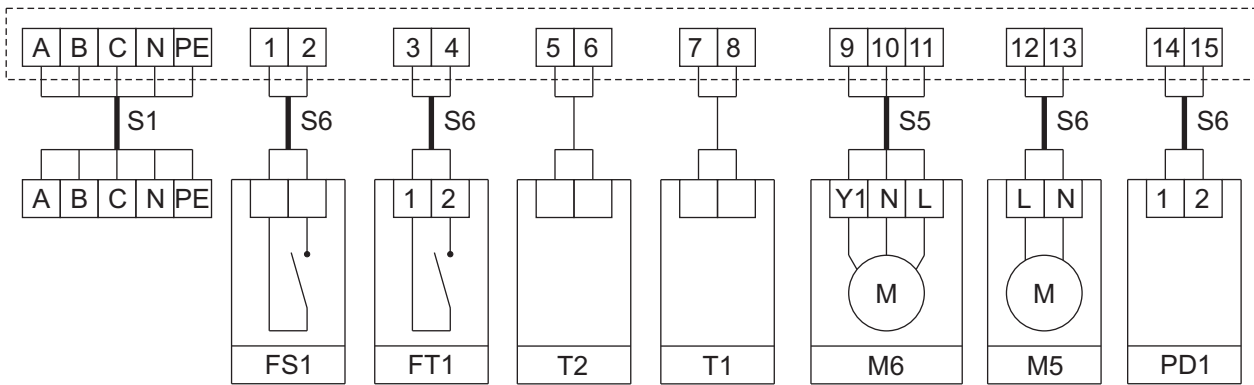 A B C N PE 1 2 3 4 5 6 7 8 9 10 11 12 13 14 15
S1 S6 S6 S5 S6 S6
A B C N PE 1 2 Y1 N L L N 1 2
M M
FS1 FT1 T2 T1 M6 M5 PD1